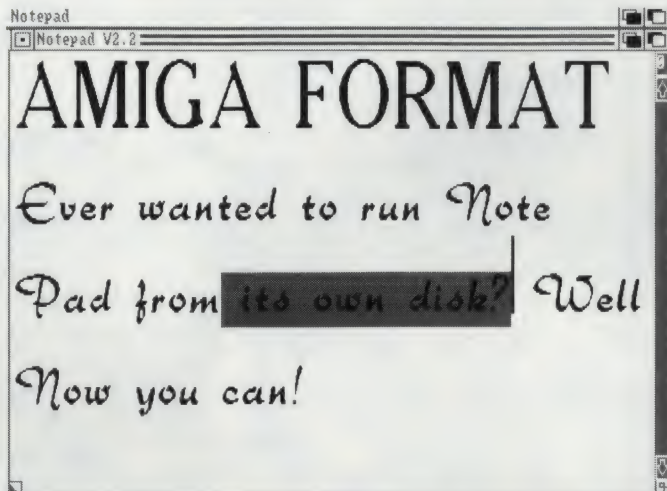 Notepad
Notepad V2.2
AMIGA FORMAT
Ever wanted to run Note
Pad from its own disk? Well
Now you can!